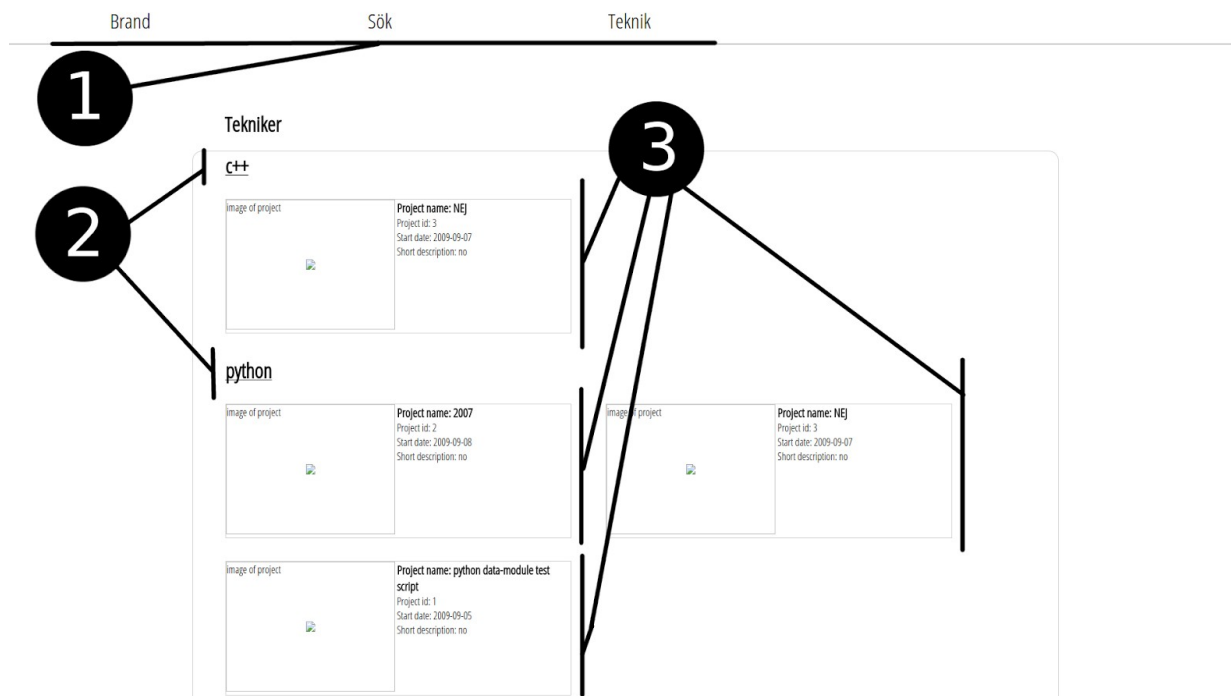 Brand
Sök
Teknik
1
Tekniker
3
c++
2
image of project
Project name: NEJ
Project id: 3
Start date: 2009-09-07
Short description: no
python
image of project
Project name: 2007
Project id: 2
Start date: 2009-09-08
Short description: no
image of project
Project name: NEJ
Project id: 3
Start date: 2009-09-07
Short description: no
image of project
Project name: python data-module test
script
Project id: 1
Start date: 2009-09-05
Short description: no